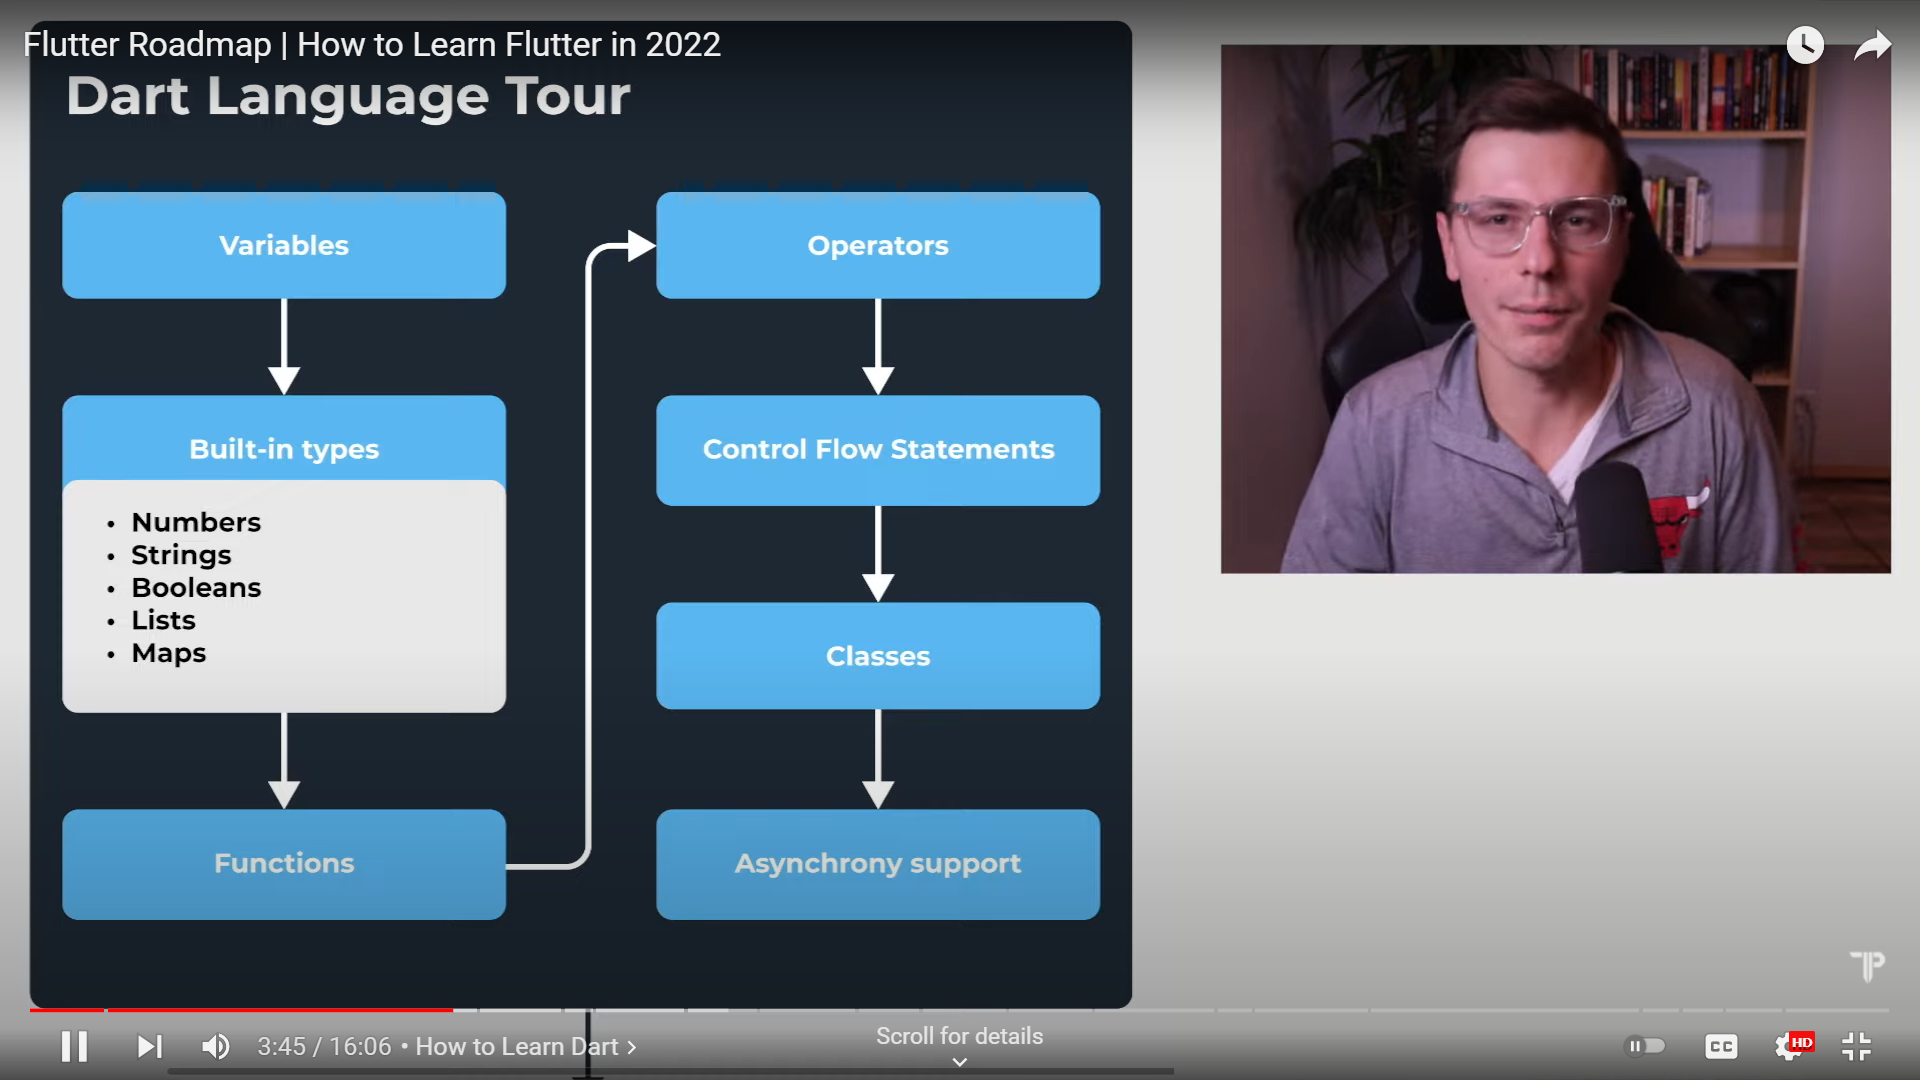 Flutter Roadmap | How to Learn Flutter in 2022
Dart Language Tour
Variables
Built-in types
• Numbers
• Strings
• Booleans
• Lists
• Maps
Functions
Operators
Control Flow Statements
Classes
Asynchrony support
TP
3:45 / 16:06 • How to Learn Dart >
Scroll for details
CC
HD